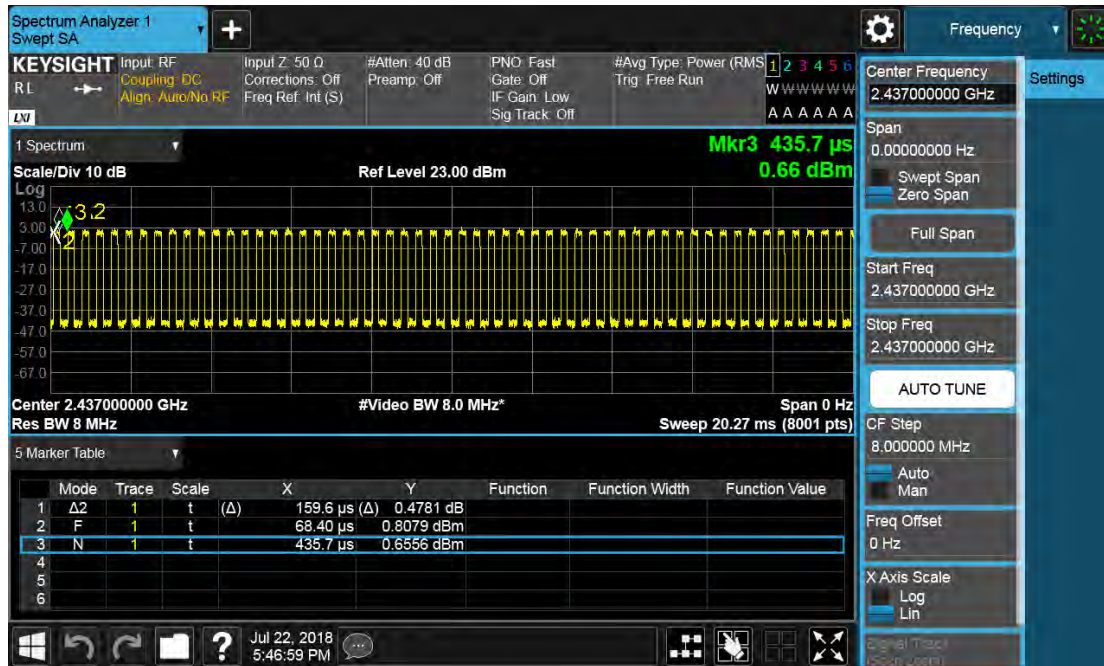 Spectrum Analyzer 1
Swept SA
+
Frequency
KEYSIGHT
RL
LXI
Input: RF
Coupling: DC
Align: Auto/No RF
Input Z: 50 Ω
Corrections: Off
Freq Ref: Int (S)
#Atten: 40 dB
Preamp: Off
PNO: Fast
Gate: Off
IF Gain: Low
Sig Track: Off
#Avg Type: Power (RMS
Trig: Free Run
1 2 3 4 5 6
W W W W W W
A A A A A A
1 Spectrum
Scale/Div 10 dB
Ref Level 23.00 dBm
Mkr3 435.7 µs
0.66 dBm
Log
13.0
3.00
-7.00
-17.0
-27.0
-37.0
-47.0
-57.0
-67.0
3.2
2
Center 2.437000000 GHz
#Video BW 8.0 MHz*
Span 0 Hz
Res BW 8 MHz
Sweep 20.27 ms (8001 pts)
5 Marker Table
Mode Trace Scale X Y Function Function Width Function Value
1 Δ2 1 t (Δ) 159.6 µs (Δ) 0.4781 dB
2 F 1 t 68.40 µs 0.8079 dBm
3 N 1 t 435.7 µs 0.6556 dBm
4
5
6
?
Jul 22, 2018
5:46:59 PM
Center Frequency
2.437000000 GHz
Settings
Span
0.00000000 Hz
Swept Span
Zero Span
Full Span
Start Freq
2.437000000 GHz
Stop Freq
2.437000000 GHz
AUTO TUNE
CF Step
8.000000 MHz
Auto
Man
Freq Offset
0 Hz
X Axis Scale
Log
Lin
Signal Track